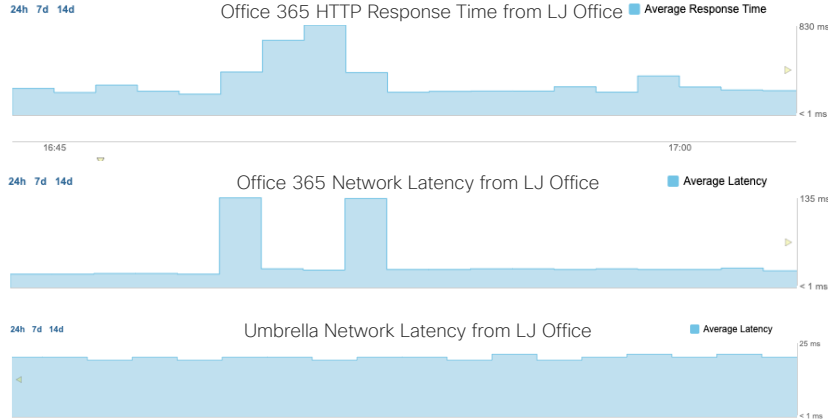 24h 7d 14d Office 365 HTTP Response Time from LJ Office Average Response Time
830 ms
< 1 ms
16:45 17:00
24h 7d 14d Office 365 Network Latency from LJ Office Average Latency
135 ms
< 1 ms
24h 7d 14d Umbrella Network Latency from LJ Office Average Latency
25 ms
< 1 ms